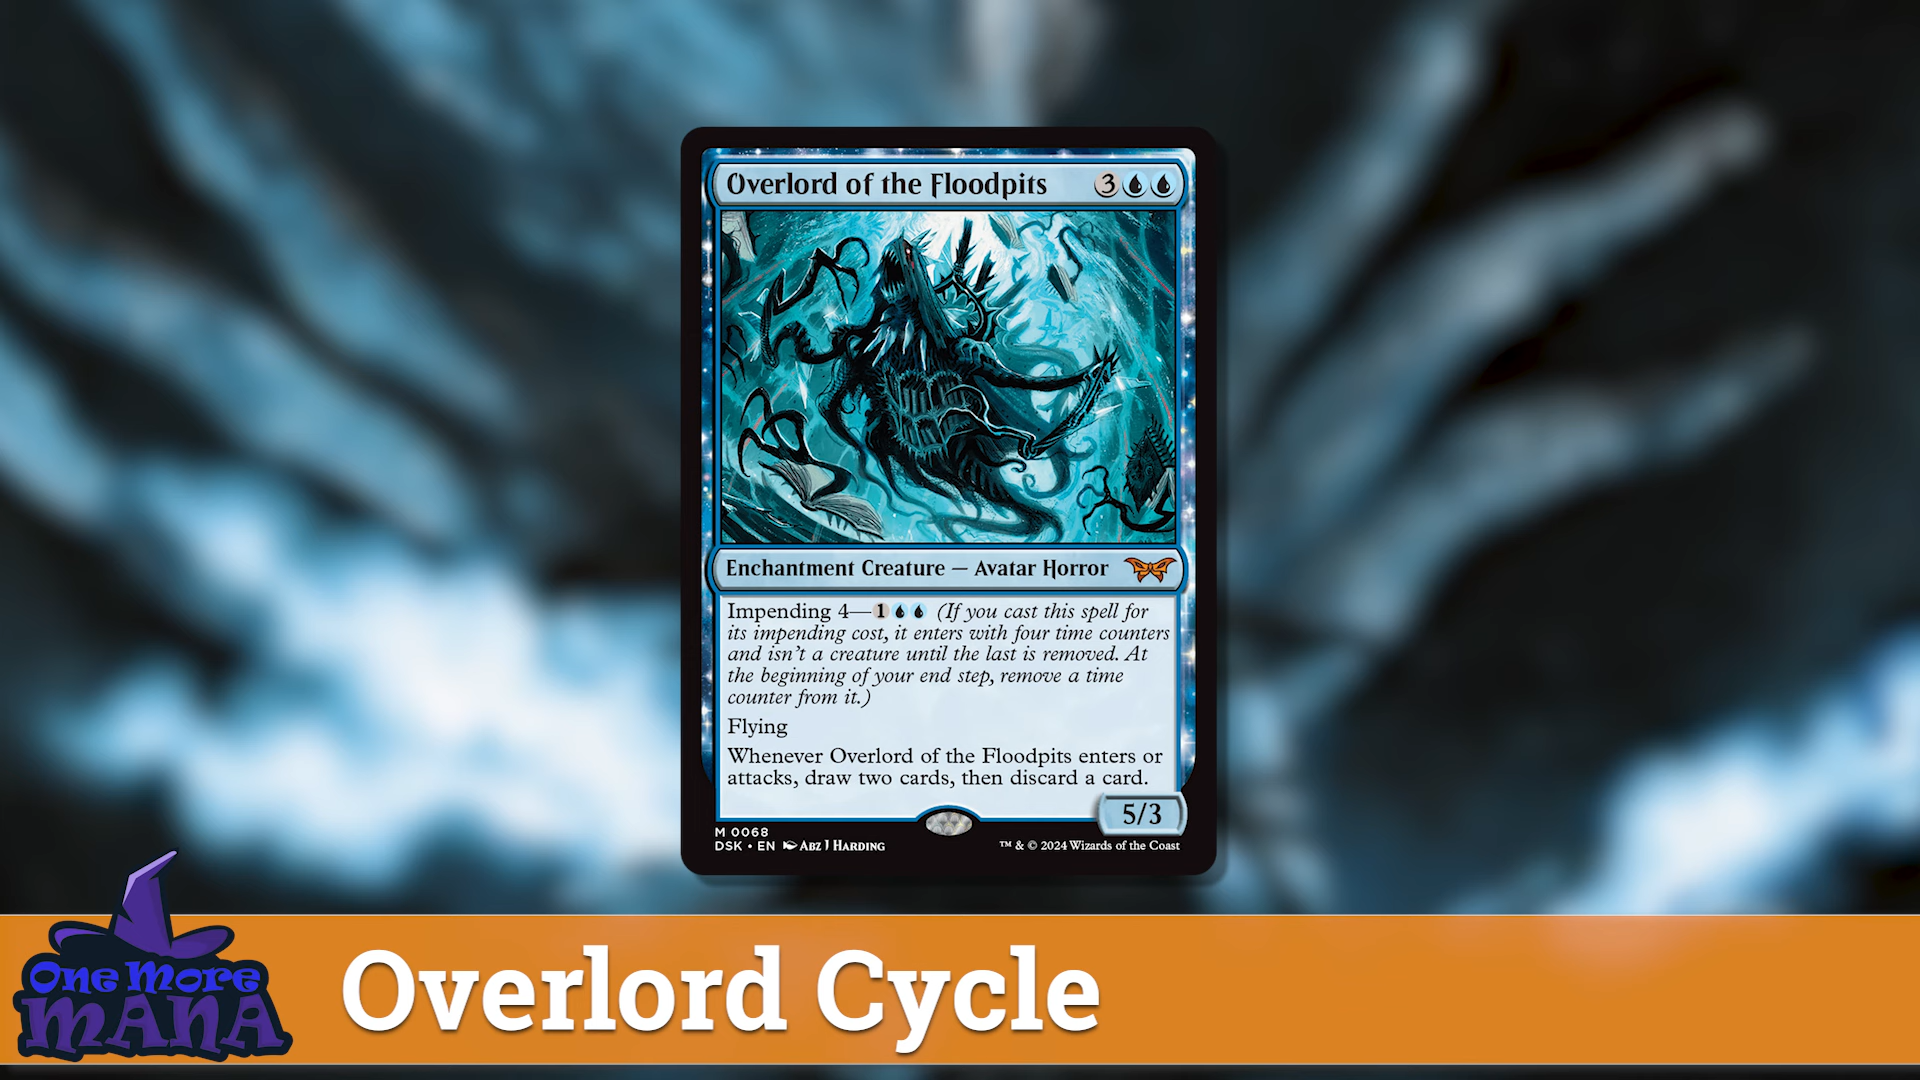 Overlord of the Floodpits 3
Enchantment Creature — Avatar Horror
Impending 4—1 (If you cast this spell for
its impending cost, it enters with four time counters
and isn't a creature until the last is removed. At
the beginning of your end step, remove a time
counter from it.)
Flying
Whenever Overlord of the Floodpits enters or
attacks, draw two cards, then discard a card.
5/3
M 0068
DSK • EN Abz J Harding
™ & © 2024 Wizards of the Coast
One More
MANA
Overlord Cycle